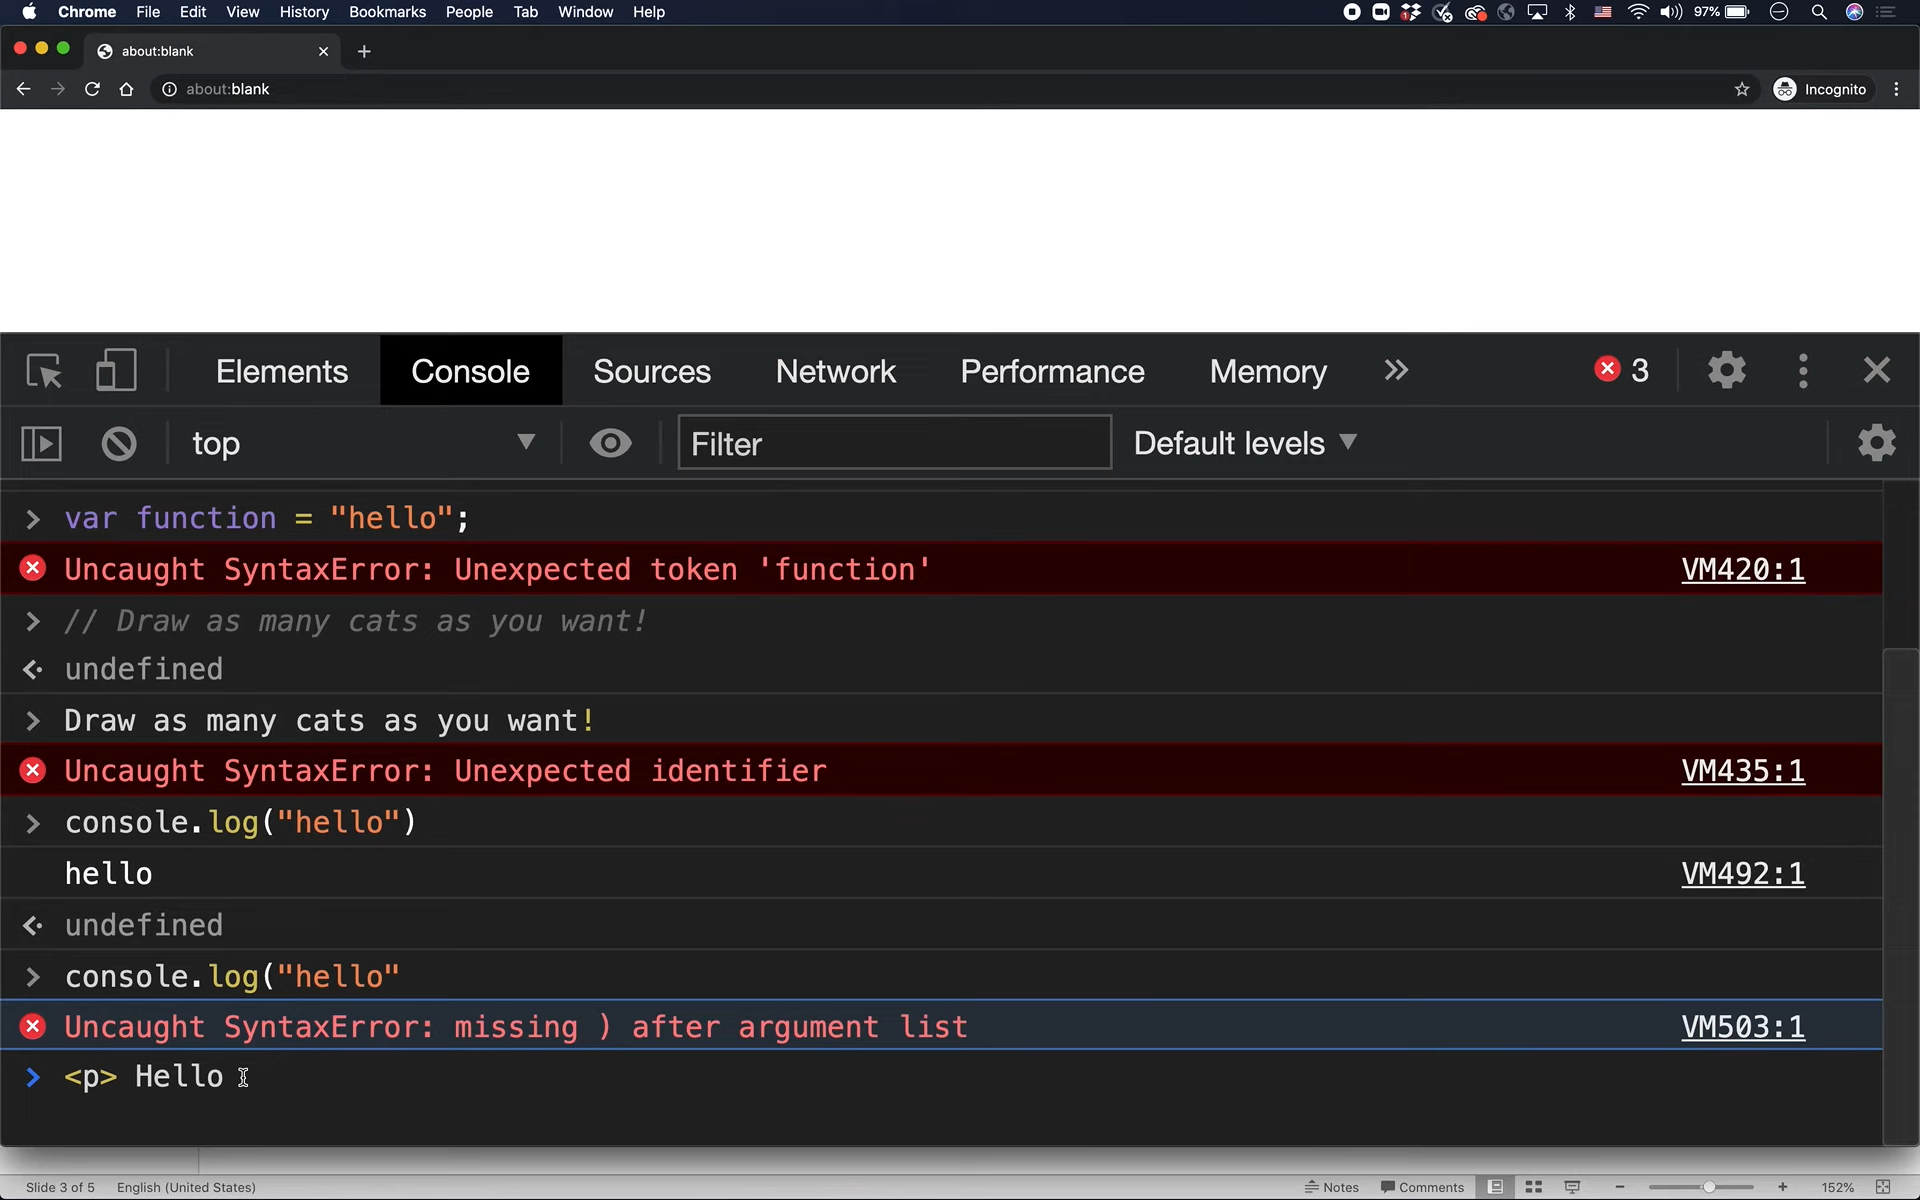 Chrome File Edit View History Bookmarks People Tab Window Help 97%
about:blank
about:blank Incognito
Elements Console Sources Network Performance Memory 3
top Filter Default levels
> var function = "hello";
Uncaught SyntaxError: Unexpected token 'function' VM420:1
> // Draw as many cats as you want!
undefined
> Draw as many cats as you want!
Uncaught SyntaxError: Unexpected identifier VM435:1
> console.log("hello")
hello VM492:1
undefined
> console.log("hello"
Uncaught SyntaxError: missing ) after argument list VM503:1
> <p> Hello
Slide 3 of 5 English (United States) Notes Comments 152%